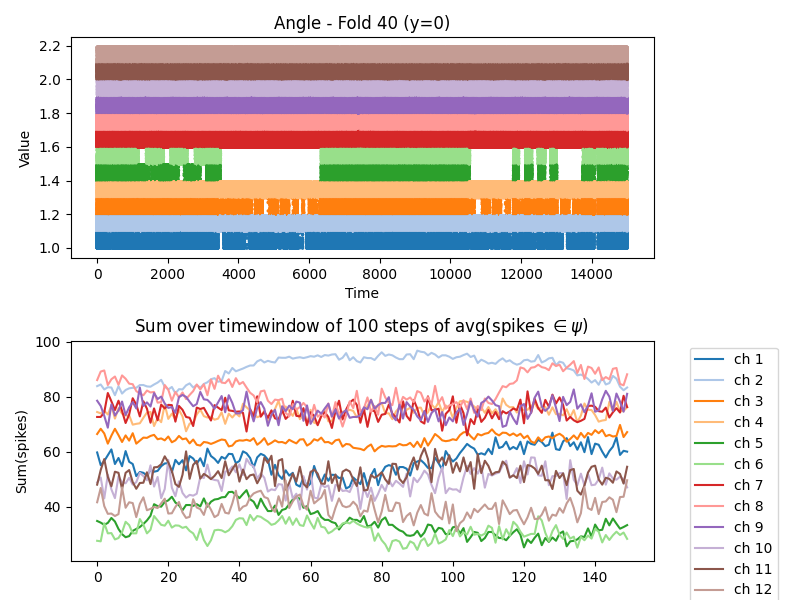 Angle - Fold 40 (y=0)
2.2
2.0
1.8
1.6
1.4
1.2
1.0
Value
0 2000 4000 6000 8000 10000 12000 14000
Time
Sum over timewindow of 100 steps of avg(spikes ∈ ψ)
100
80
60
40
Sum(spikes)
0 20 40 60 80 100 120 140
ch 1
ch 2
ch 3
ch 4
ch 5
ch 6
ch 7
ch 8
ch 9
ch 10
ch 11
ch 12